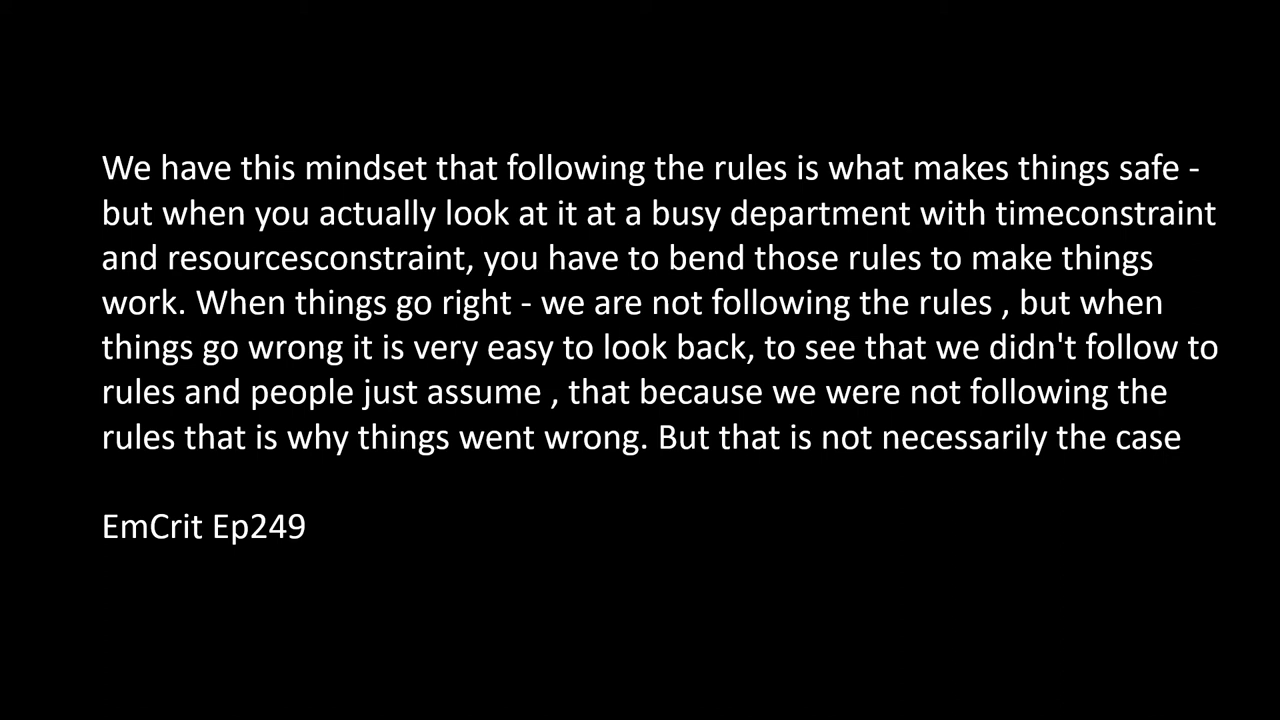 We have this mindset that following the rules is what makes things safe -
but when you actually look at it at a busy department with timeconstraint
and resourcesconstraint, you have to bend those rules to make things
work. When things go right - we are not following the rules , but when
things go wrong it is very easy to look back, to see that we didn't follow to
rules and people just assume , that because we were not following the
rules that is why things went wrong. But that is not necessarily the case
EmCrit Ep249